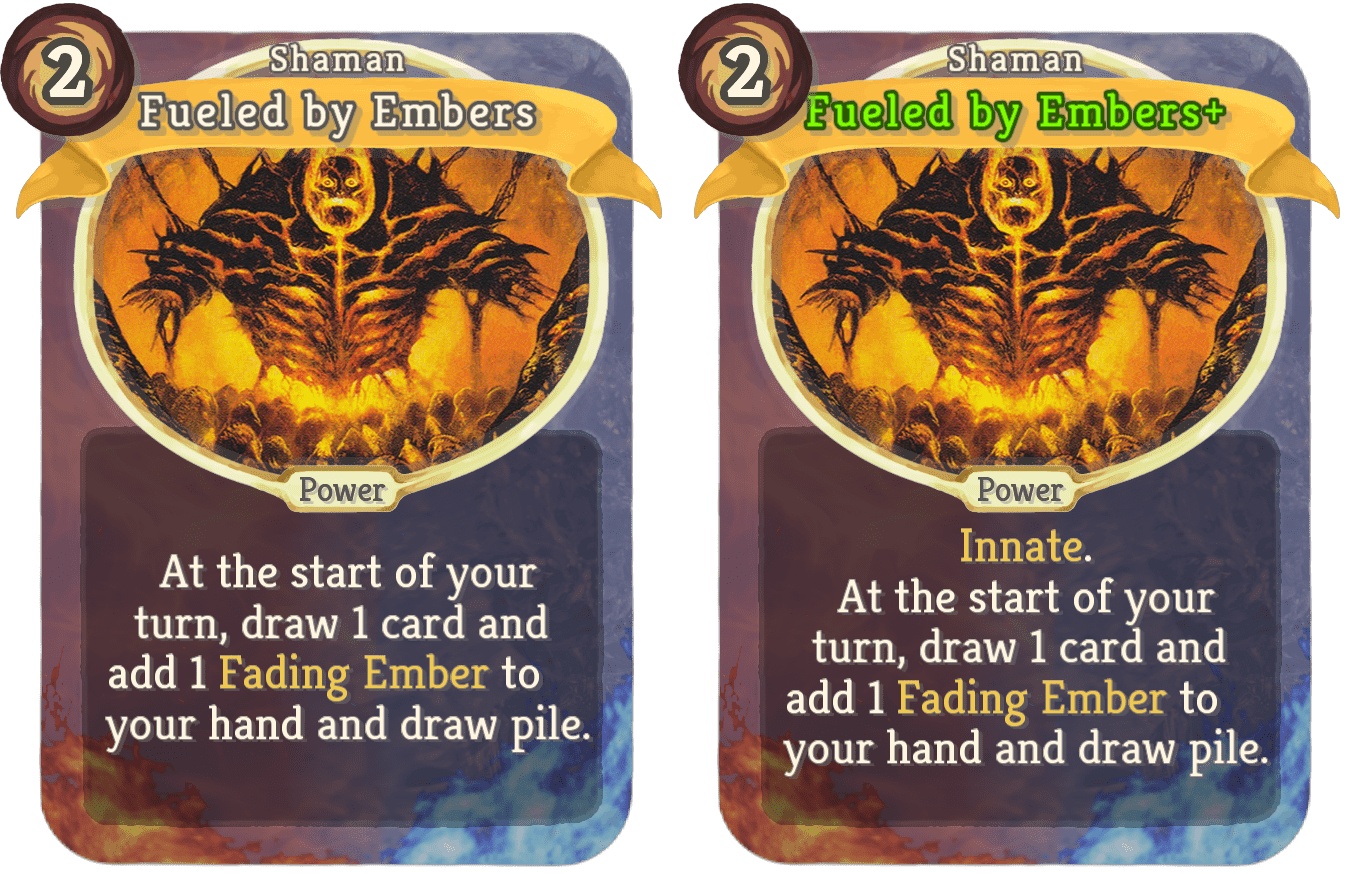 2
Shaman
Fueled by Embers
Power
At the start of your
turn, draw 1 card and
add 1 Fading Ember to
your hand and draw pile.
2
Shaman
Fueled by Embers+
Power
Innate.
At the start of your
turn, draw 1 card and
add 1 Fading Ember to
your hand and draw pile.